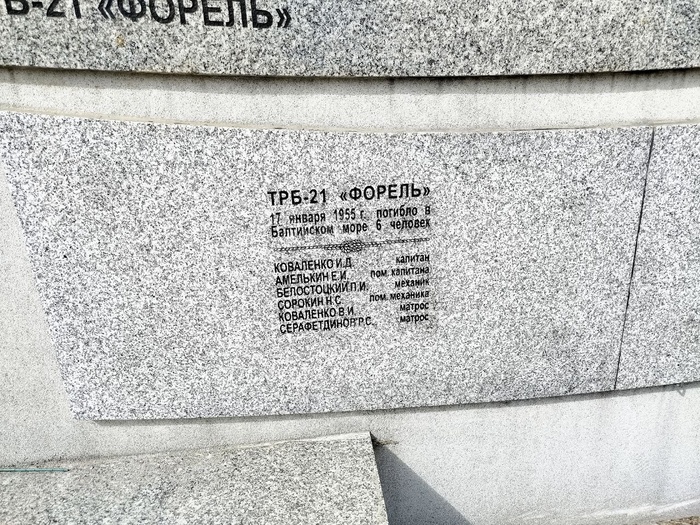 Б-21 «ФОРЕЛЬ»
ТРБ-21 «ФОРЕЛЬ»
17 января 1955 г. погибло в
Балтийском море 6 человек
КОВАЛЕНКО И.Д. капитан
АМЕЛЬКИН Е.И. пом. капитана
БЕЛОСТОЦКИЙ П.И. механик
СОРОКИН Н.С. пом. механика
КОВАЛЕНКО В.И. матрос
СЕРАФЕТДИНОВ Р.С. матрос